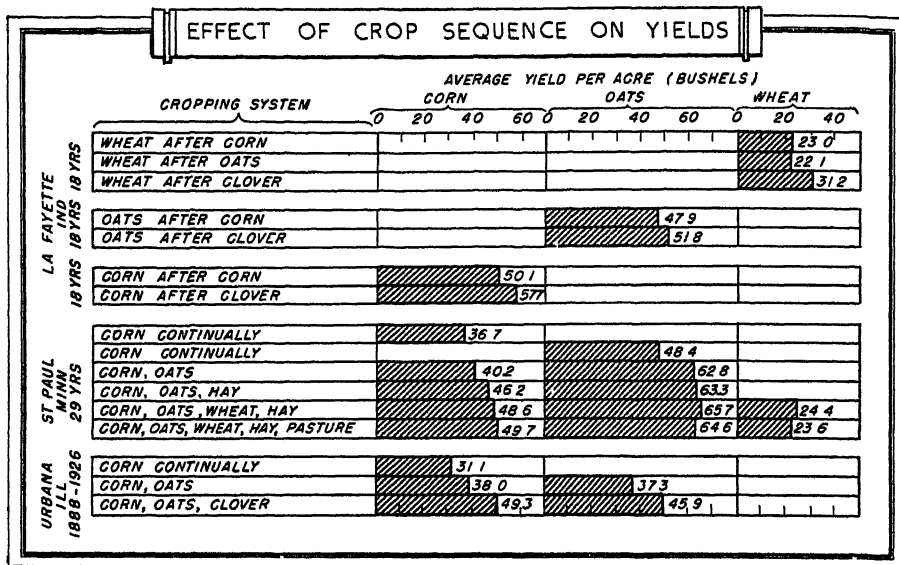 EFFECT OF CROP SEQUENCE ON YIELDS
AVERAGE YIELD PER ACRE (BUSHELS)
CROPPING SYSTEM CORN OATS WHEAT
0 20 40 60 0 20 40 60 0 20 40
LA FAYETTE IND
18 YRS
WHEAT AFTER CORN 23 0
WHEAT AFTER OATS 22 1
WHEAT AFTER CLOVER 31 2
18 YRS
OATS AFTER CORN 47 9
OATS AFTER CLOVER 51 8
18 YRS
CORN AFTER CORN 50 1
CORN AFTER CLOVER 577
ST PAUL MINN 29 YRS
CORN CONTINUALLY 36 7
CORN CONTINUALLY 48 4
CORN, OATS 40.2 62 8
CORN, OATS, HAY 46 2 63.3
CORN, OATS, WHEAT, HAY 48 6 657 24 4
CORN, OATS, WHEAT, HAY, PASTURE 49 7 64 6 23 6
URBANA ILL 1888-1926
CORN CONTINUALLY 31 1
CORN, OATS 38 0 373
CORN, OATS, CLOVER 49.3 45.9